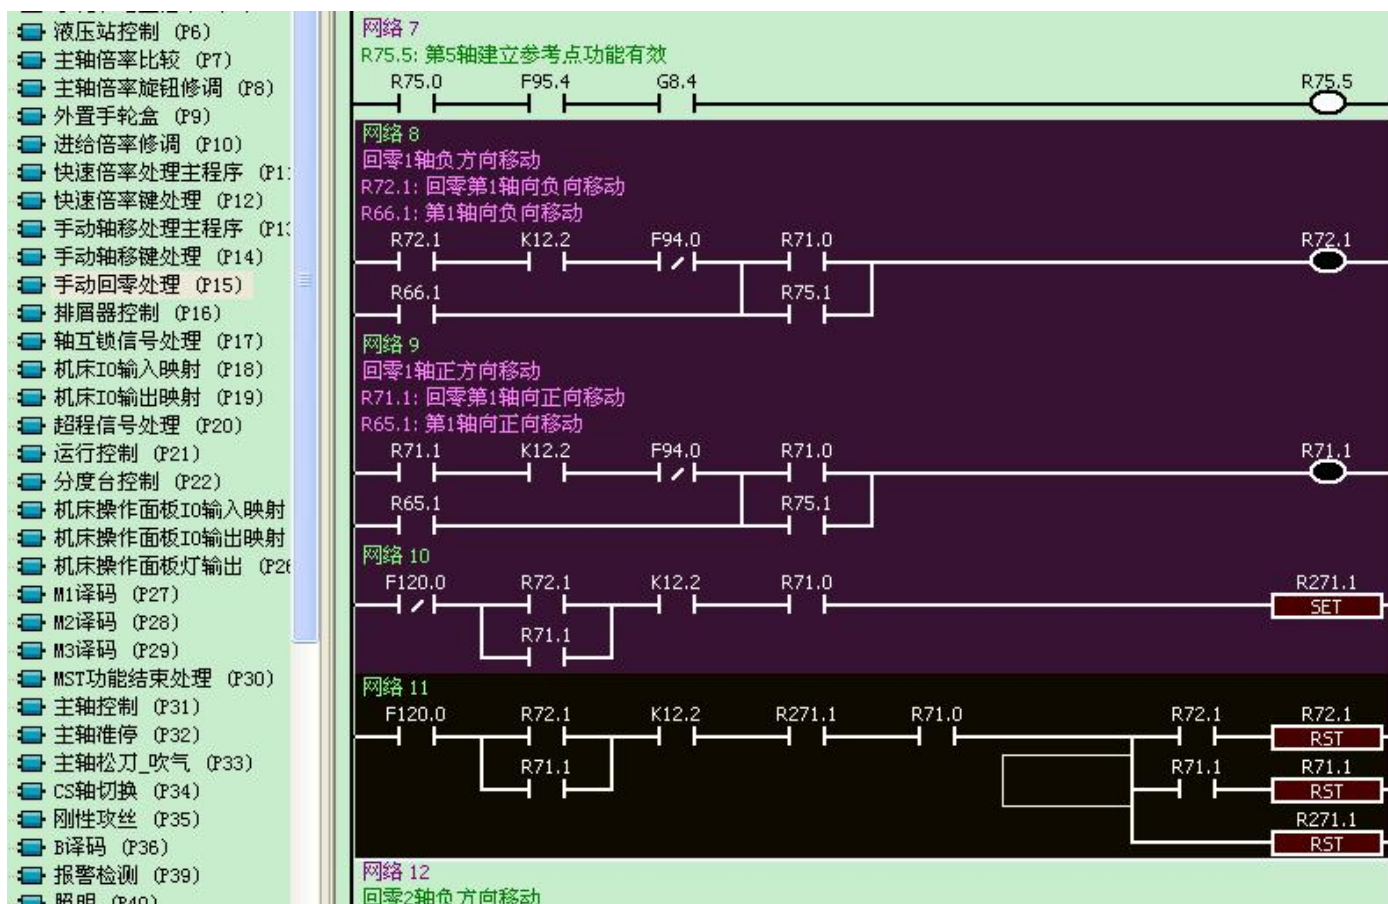 液压站控制 (P6)
主轴倍率比较 (P7)
主轴倍率旋钮修调 (P8)
外置手轮盒 (P9)
进给倍率修调 (P10)
快速倍率处理主程序 (P1
快速倍率键处理 (P12)
手动轴移处理主程序 (P1
手动轴移键处理 (P14)
手动回零处理 (P15)
排屑器控制 (P16)
轴互锁信号处理 (P17)
机床IO输入映射 (P18)
机床IO输出映射 (P19)
超程信号处理 (P20)
运行控制 (P21)
分度台控制 (P22)
机床操作面板IO输入映射
机床操作面板IO输出映射
机床操作面板灯输出 (P26
M1译码 (P27)
M2译码 (P28)
M3译码 (P29)
MST功能结束处理 (P30)
主轴控制 (P31)
主轴准停 (P32)
主轴松刀_吹气 (P33)
CS轴切换 (P34)
刚性攻丝 (P35)
B译码 (P36)
报警检测 (P39)
照明 (P40)
网络 7
R75.5: 第5轴建立参考点功能有效
R75.0 F95.4 G8.4 R75.5
网络 8
回零1轴负方向移动
R72.1: 回零第1轴向负向移动
R66.1: 第1轴向负向移动
R72.1 K12.2 F94.0 R71.0 R72.1
R66.1 R75.1
网络 9
回零1轴正方向移动
R71.1: 回零第1轴向正向移动
R65.1: 第1轴向正向移动
R71.1 K12.2 F94.0 R71.0 R71.1
R65.1 R75.1
网络 10
F120.0 R72.1 K12.2 R71.0 R271.1
SET
R71.1
网络 11
F120.0 R72.1 K12.2 R271.1 R71.0 R72.1 R72.1
RST
R71.1 R71.1 R71.1
RST
R271.1
RST
网络 12
回零2轴负方向移动